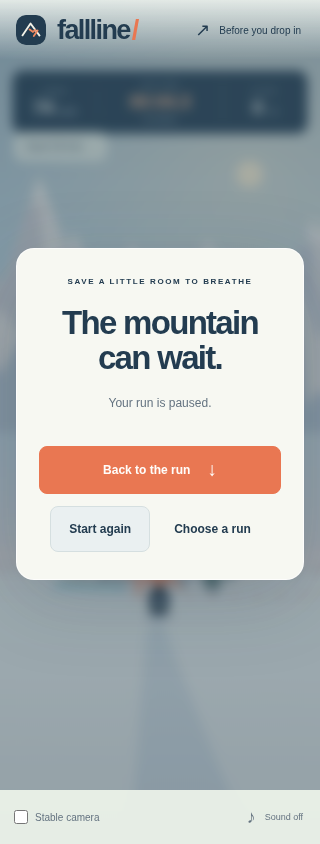 fallline/
Before you drop in
SAVE A LITTLE ROOM TO BREATHE
The mountain
can wait.
Your run is paused.
Back to the run ↓
Start again
Choose a run
Stable camera
Sound off